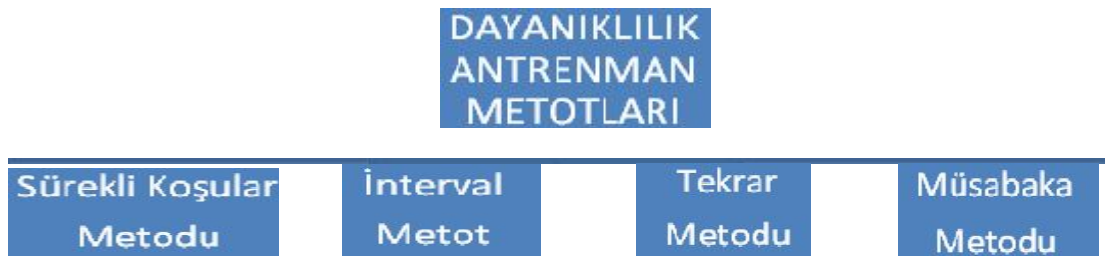 DAYANIKLILIK
ANTRENMAN
METOTLARI
Sürekli Koşular
Metodu
İnterval
Metot
Tekrar
Metodu
Müsabaka
Metodu